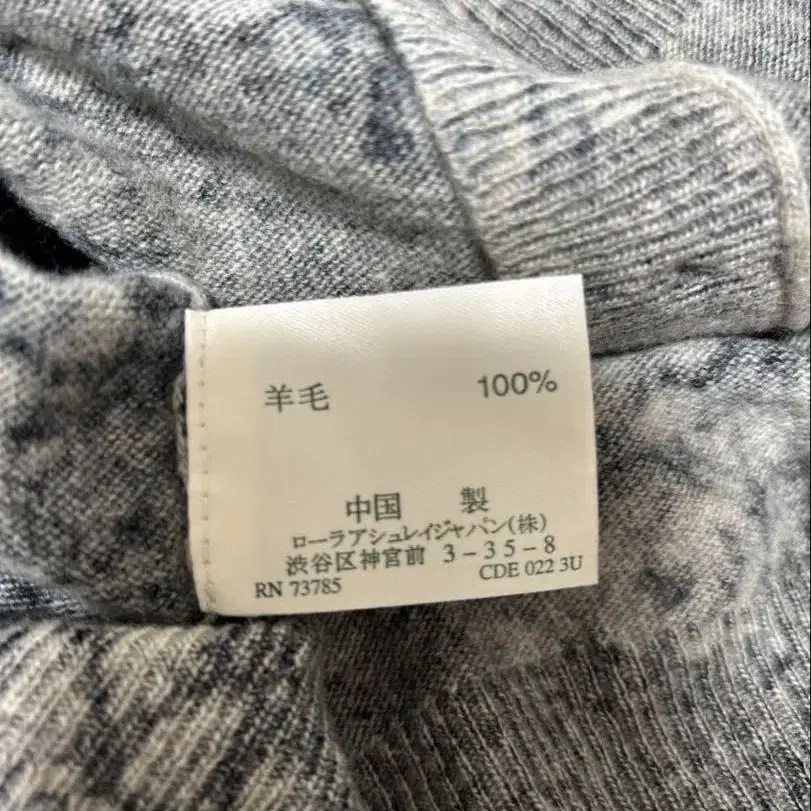 羊毛 100%
中国 製
ローラアシュレイジャパン(株)
渋谷区神宮前 3-35-8
RN 73785 CDE 022 3U